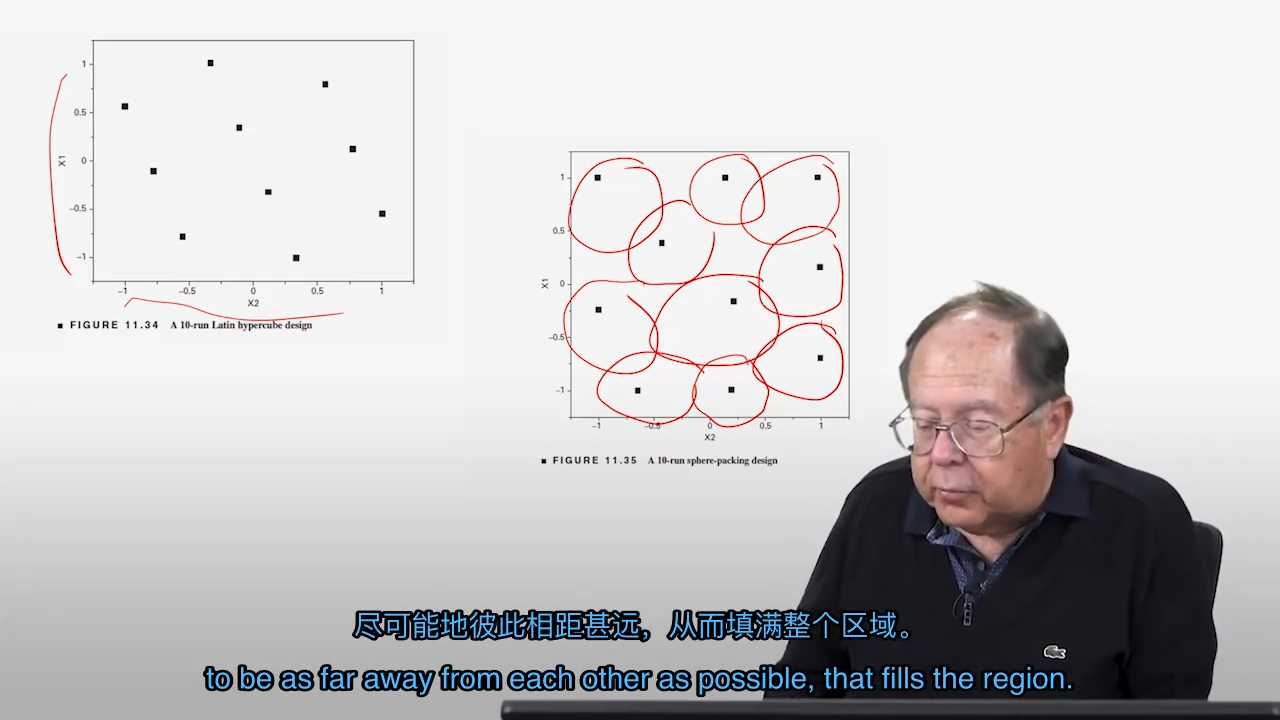 1
0.5
0
−0.5
−1
X1
−1
−0.5
0
0.5
1
X2
■ FIGURE 11.34 A 10-run Latin hypercube design
1
0.5
0
−0.5
−1
X1
−1
−0.5
0
0.5
1
X2
■ FIGURE 11.35 A 10-run sphere-packing design
尽可能地彼此相距甚远，从而填满整个区域。
to be as far away from each other as possible, that fills the region.